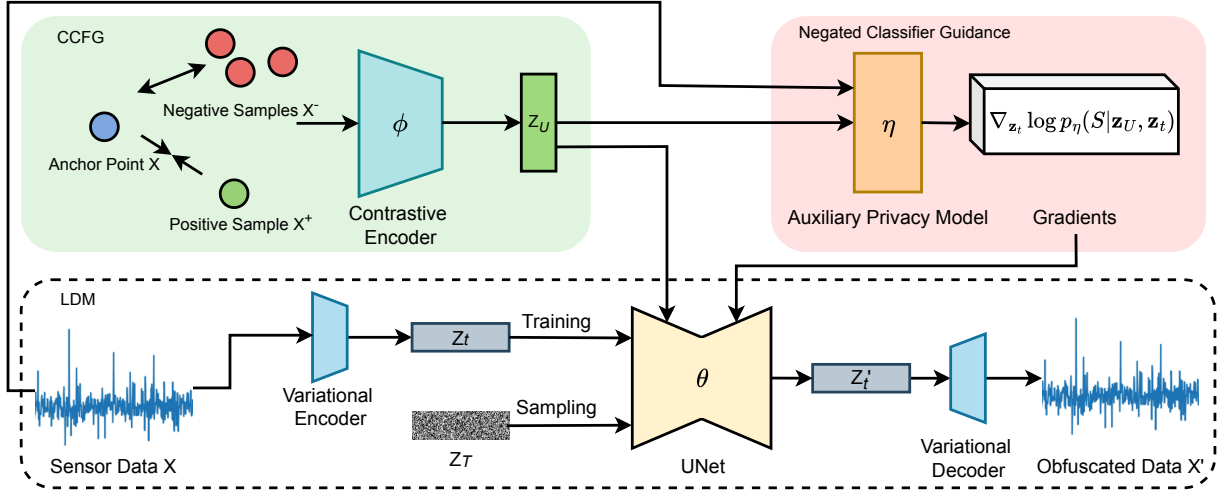 CCFG
Negative Samples X⁻
Anchor Point X
Positive Sample X⁺
ϕ
Contrastive
Encoder
Z_U
Negated Classifier Guidance
η
∇_{𝐳_t} log p_η(S|𝐳_U, 𝐳_t)
Auxiliary Privacy Model
Gradients
LDM
Sensor Data X
Variational
Encoder
Z_t
Training
Z_T
Sampling
θ
UNet
Z_t'
Variational
Decoder
Obfuscated Data X'